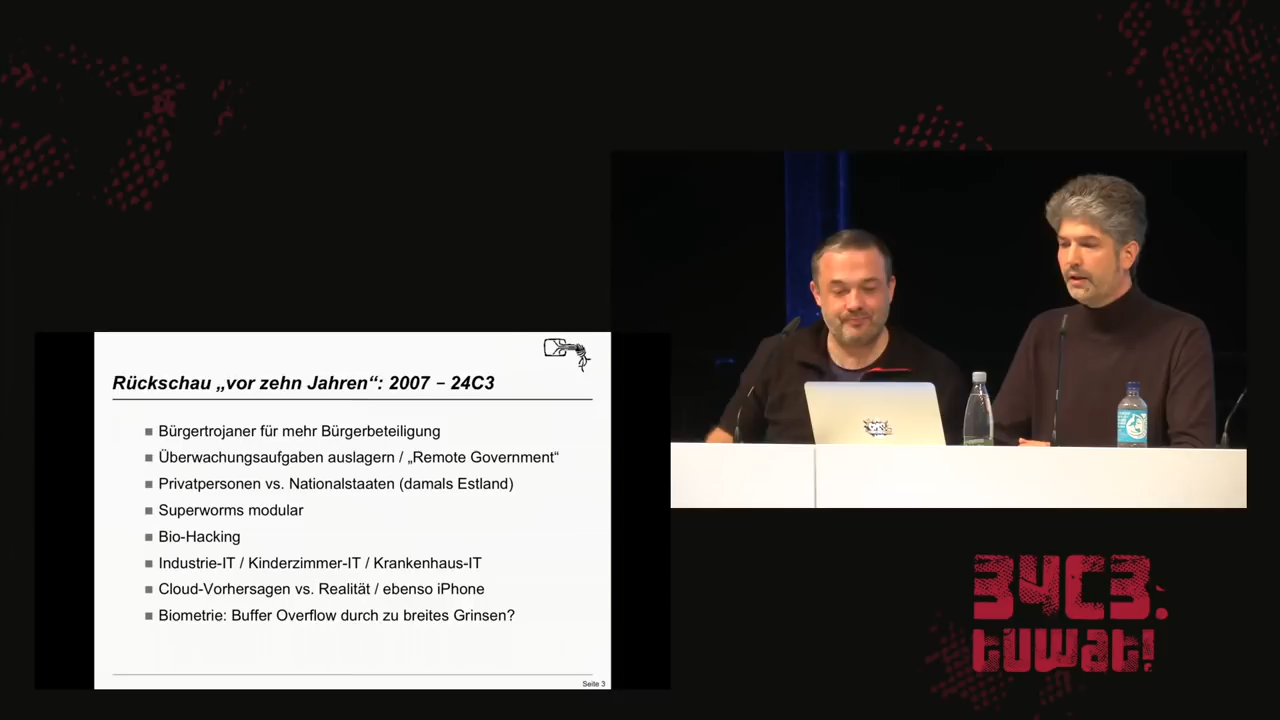 Rückschau „vor zehn Jahren“: 2007 – 24C3
Bürgertrojaner für mehr Bürgerbeteiligung
Überwachungsaufgaben auslagern / „Remote Government“
Privatpersonen vs. Nationalstaaten (damals Estland)
Superworms modular
Bio-Hacking
Industrie-IT / Kinderzimmer-IT / Krankenhaus-IT
Cloud-Vorhersagen vs. Realität / ebenso iPhone
Biometrie: Buffer Overflow durch zu breites Grinsen?
Seite 3
34C3.
tuwat!